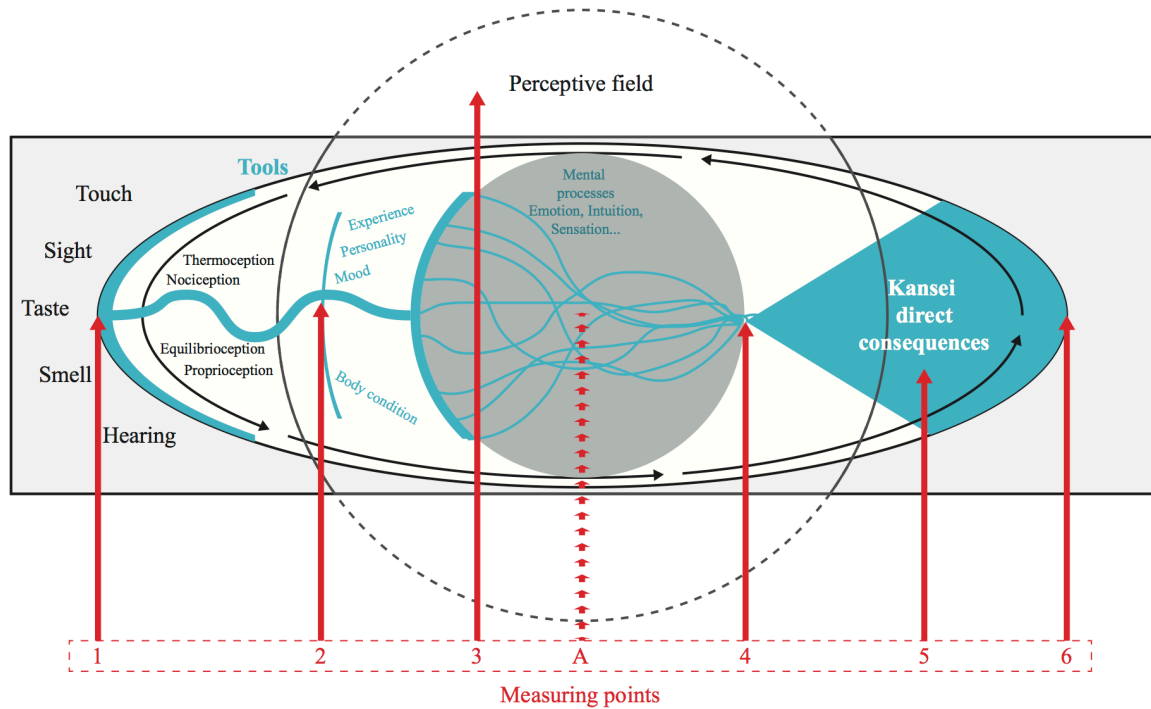 Perceptive field
Tools
Touch
Sight
Taste
Smell
Hearing
Thermoception
Nociception
Equilibrioception
Proprioception
Experience
Personality
Mood
Body condition
Mental
processes
Emotion, Intuition,
Sensation...
Kansei
direct
consequences
1 2 3 A 4 5 6
Measuring points